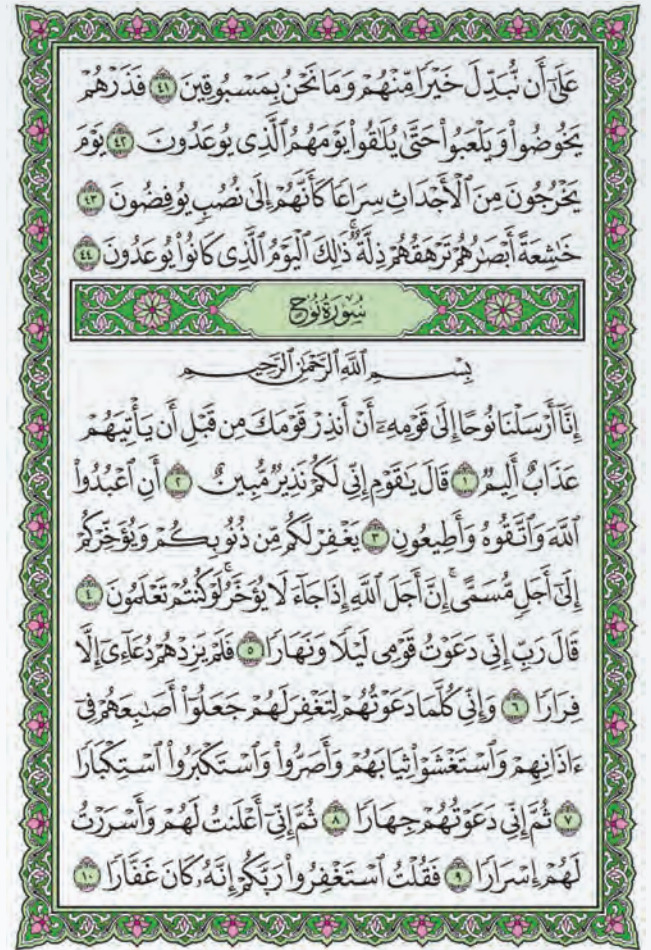 عَلَىٰٓ أَن نُّبَدِّلَ خَيْرًا مِّنْهُمْ وَمَا نَحْنُ بِمَسْبُوقِينَ ٤١ فَذَرْهُمْ
يَخُوضُوا۟ وَيَلْعَبُوا۟ حَتَّىٰ يُلَـٰقُوا۟ يَوْمَهُمُ ٱلَّذِى يُوعَدُونَ ٤٢ يَوْمَ
يَخْرُجُونَ مِنَ ٱلْأَجْدَاثِ سِرَاعًا كَأَنَّهُمْ إِلَىٰ نُصُبٍ يُوفِضُونَ ٤٣
خَـٰشِعَةً أَبْصَـٰرُهُمْ تَرْهَقُهُمْ ذِلَّةٌ ۚ ذَٰلِكَ ٱلْيَوْمُ ٱلَّذِى كَانُوا۟ يُوعَدُونَ ٤٤
سُورَةُ نُوحٍ
بِسْمِ ٱللَّهِ ٱلرَّحْمَـٰنِ ٱلرَّحِيمِ
إِنَّآ أَرْسَلْنَا نُوحًا إِلَىٰ قَوْمِهِۦٓ أَنْ أَنذِرْ قَوْمَكَ مِن قَبْلِ أَن يَأْتِيَهُمْ
عَذَابٌ أَلِيمٌ ١ قَالَ يَـٰقَوْمِ إِنِّى لَكُمْ نَذِيرٌ مُّبِينٌ ٢ أَنِ ٱعْبُدُوا۟
ٱللَّهَ وَٱتَّقُوهُ وَأَطِيعُونِ ٣ يَغْفِرْ لَكُم مِّن ذُنُوبِكُمْ وَيُؤَخِّرْكُمْ
إِلَىٰٓ أَجَلٍ مُّسَمًّى ۚ إِنَّ أَجَلَ ٱللَّهِ إِذَا جَآءَ لَا يُؤَخَّرُ ۖ لَوْ كُنتُمْ تَعْلَمُونَ ٤
قَالَ رَبِّ إِنِّى دَعَوْتُ قَوْمِى لَيْلًا وَنَهَارًا ٥ فَلَمْ يَزِدْهُمْ دُعَآءِىٓ إِلَّا
فِرَارًا ٦ وَإِنِّى كُلَّمَا دَعَوْتُهُمْ لِتَغْفِرَ لَهُمْ جَعَلُوٓا۟ أَصَـٰبِعَهُمْ فِىٓ
ءَاذَانِهِمْ وَٱسْتَغْشَوْا۟ ثِيَابَهُمْ وَأَصَرُّوا۟ وَٱسْتَكْبَرُوا۟ ٱسْتِكْبَارًا
٧ ثُمَّ إِنِّى دَعَوْتُهُمْ جِهَارًا ٨ ثُمَّ إِنِّىٓ أَعْلَنتُ لَهُمْ وَأَسْرَرْتُ
لَهُمْ إِسْرَارًا ٩ فَقُلْتُ ٱسْتَغْفِرُوا۟ رَبَّكُمْ إِنَّهُۥ كَانَ غَفَّارًا ١٠